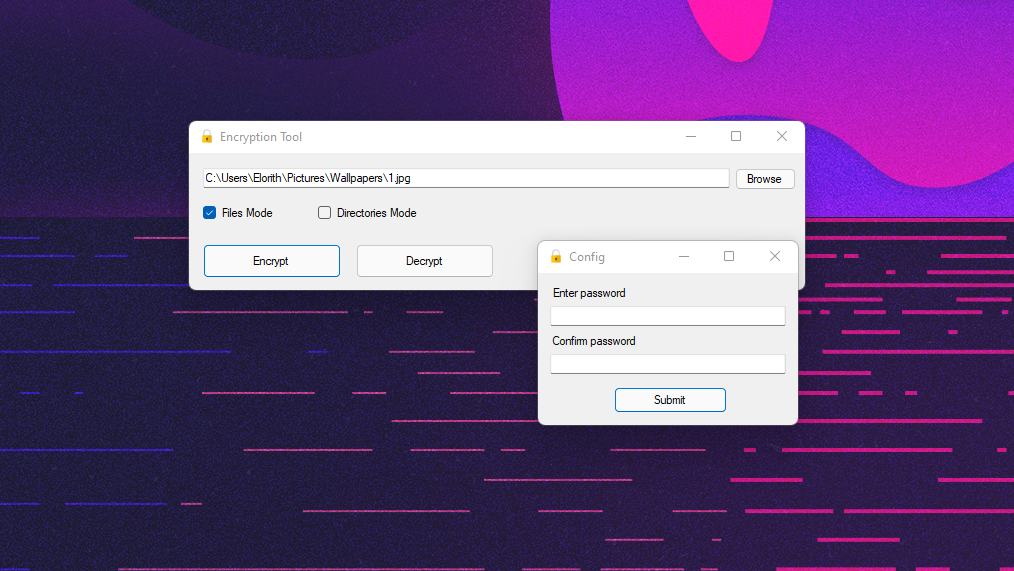 Encryption Tool
C:\Users\Elorith\Pictures\Wallpapers\1.jpg
Browse
Files Mode
Directories Mode
Encrypt
Decrypt
Config
Enter password
Confirm password
Submit